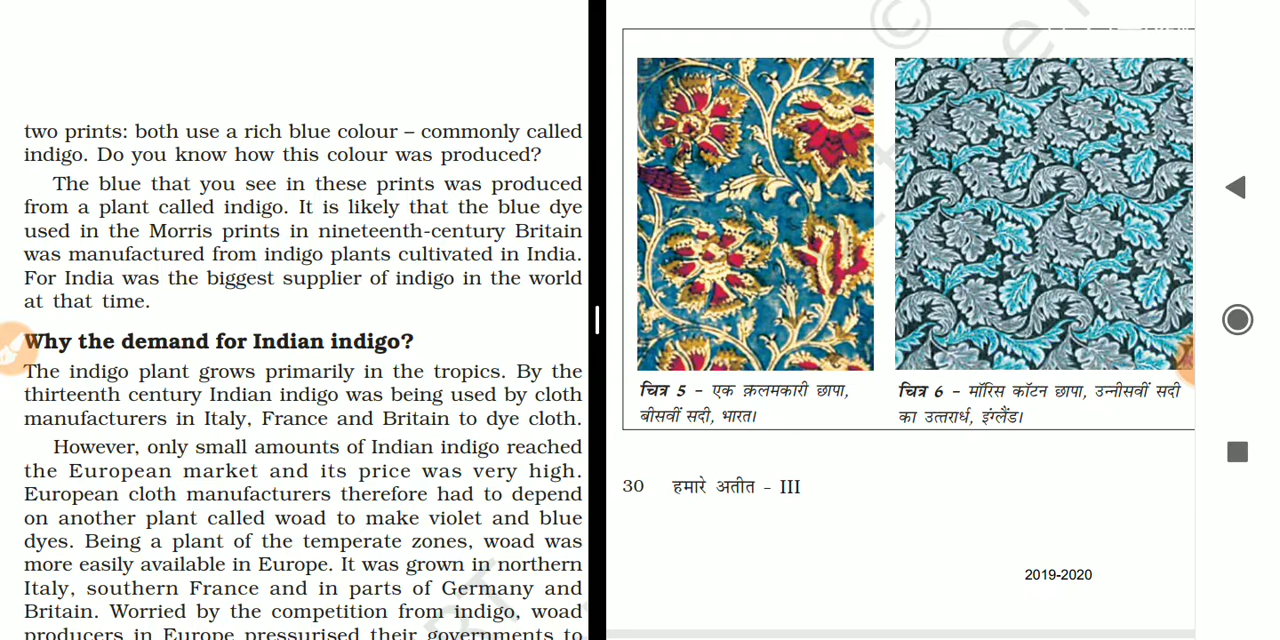 two prints: both use a rich blue colour – commonly called
indigo. Do you know how this colour was produced?
The blue that you see in these prints was produced
from a plant called indigo. It is likely that the blue dye
used in the Morris prints in nineteenth-century Britain
was manufactured from indigo plants cultivated in India.
For India was the biggest supplier of indigo in the world
at that time.
Why the demand for Indian indigo?
The indigo plant grows primarily in the tropics. By the
thirteenth century Indian indigo was being used by cloth
manufacturers in Italy, France and Britain to dye cloth.
However, only small amounts of Indian indigo reached
the European market and its price was very high.
European cloth manufacturers therefore had to depend
on another plant called woad to make violet and blue
dyes. Being a plant of the temperate zones, woad was
more easily available in Europe. It was grown in northern
Italy, southern France and in parts of Germany and
Britain. Worried by the competition from indigo, woad
producers in Europe pressurised their governments to
चित्र 5 – एक क़लमकारी छापा,
बीसवीं सदी, भारत।
चित्र 6 – मॉरिस कॉटन छापा, उन्नीसवीं सदी
का उत्तरार्ध, इंग्लैंड।
30 हमारे अतीत – III
2019-2020